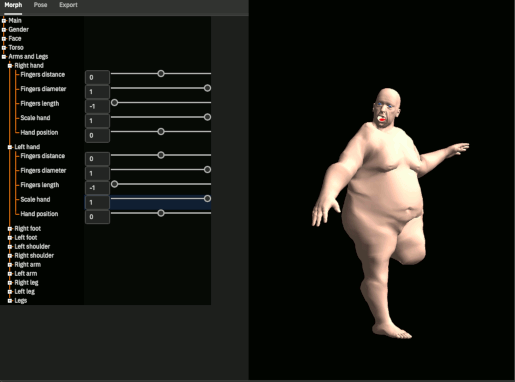 Morph Pose Export
Main
Gender
Face
Torso
Arms and Legs
Right hand
Fingers distance 0
Fingers diameter 1
Fingers length -1
Scale hand 1
Hand position 0
Left hand
Fingers distance 0
Fingers diameter 1
Fingers length -1
Scale hand 1
Hand position 0
Right foot
Left foot
Left shoulder
Right shoulder
Right arm
Left arm
Right leg
Left leg
Legs